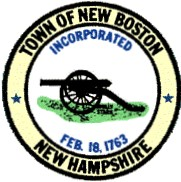 TOWN OF NEW BOSTON
INCORPORATED
FEB. 18, 1763
NEW HAMPSHIRE